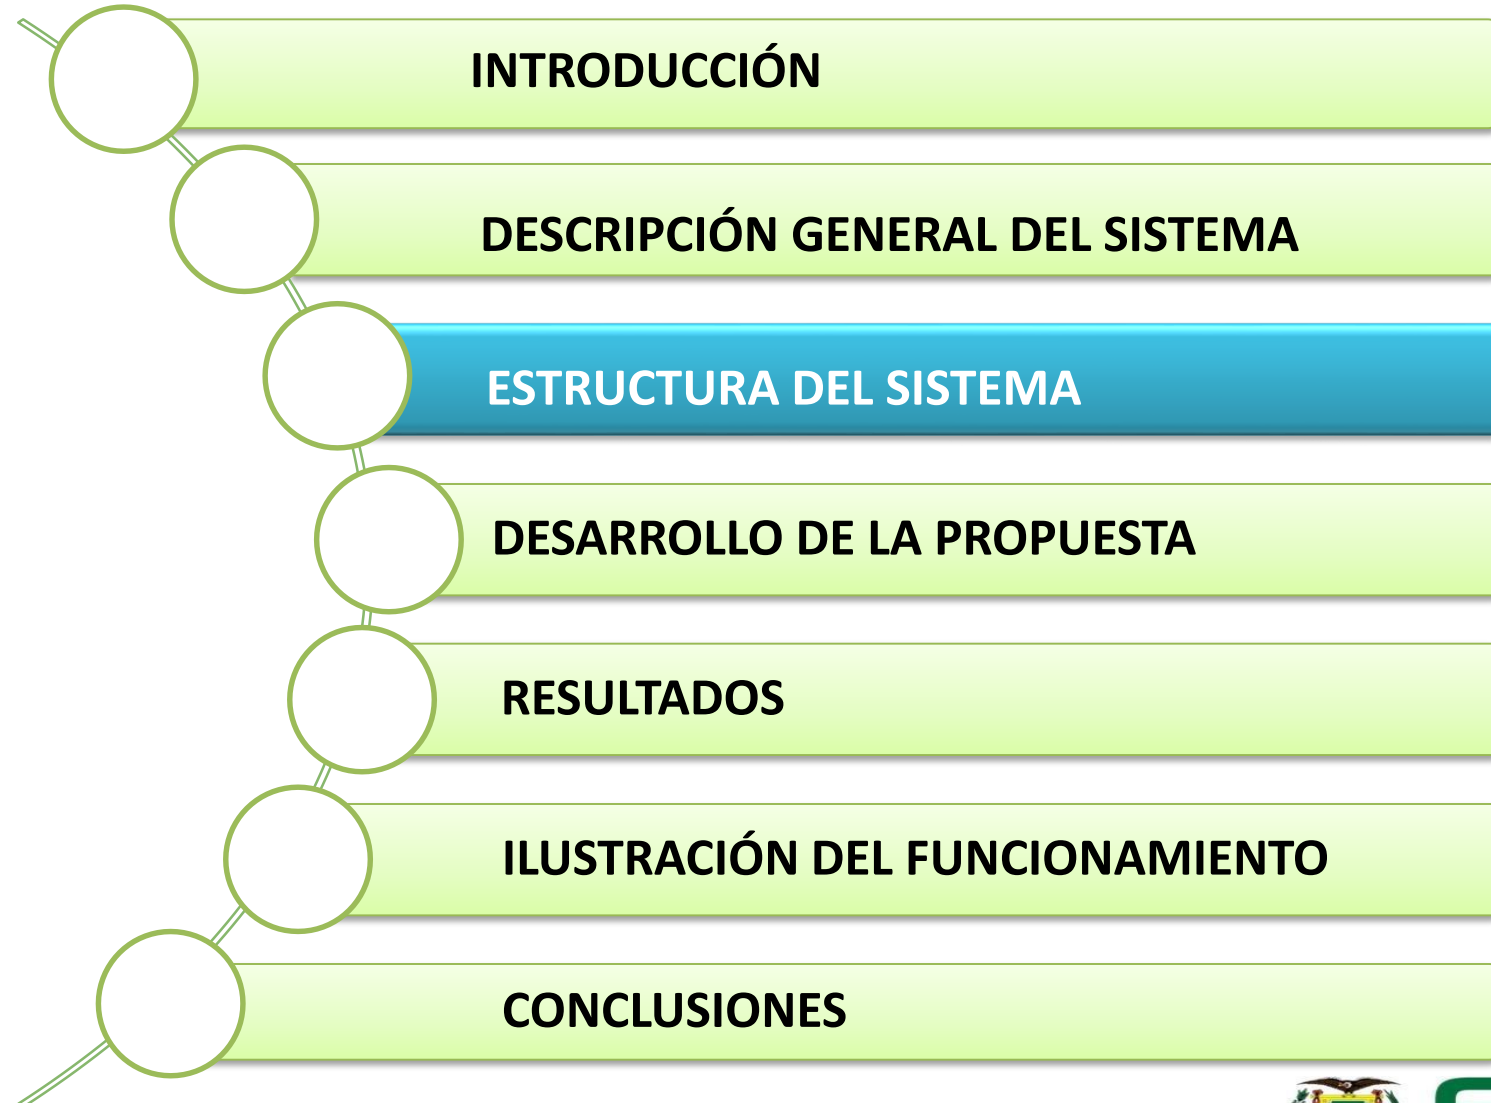 INTRODUCCIÓN
DESCRIPCIÓN GENERAL DEL SISTEMA
ESTRUCTURA DEL SISTEMA
DESARROLLO DE LA PROPUESTA
RESULTADOS
ILUSTRACIÓN DEL FUNCIONAMIENTO
CONCLUSIONES